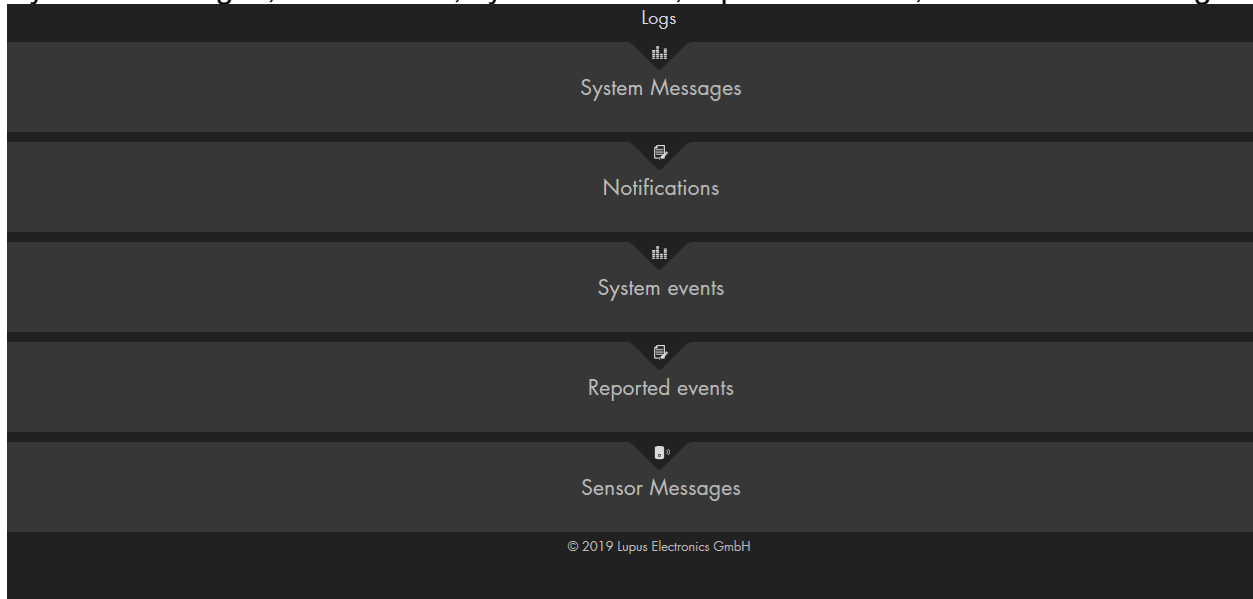 Logs
System Messages
Notifications
System events
Reported events
Sensor Messages
© 2019 Lupus Electronics GmbH